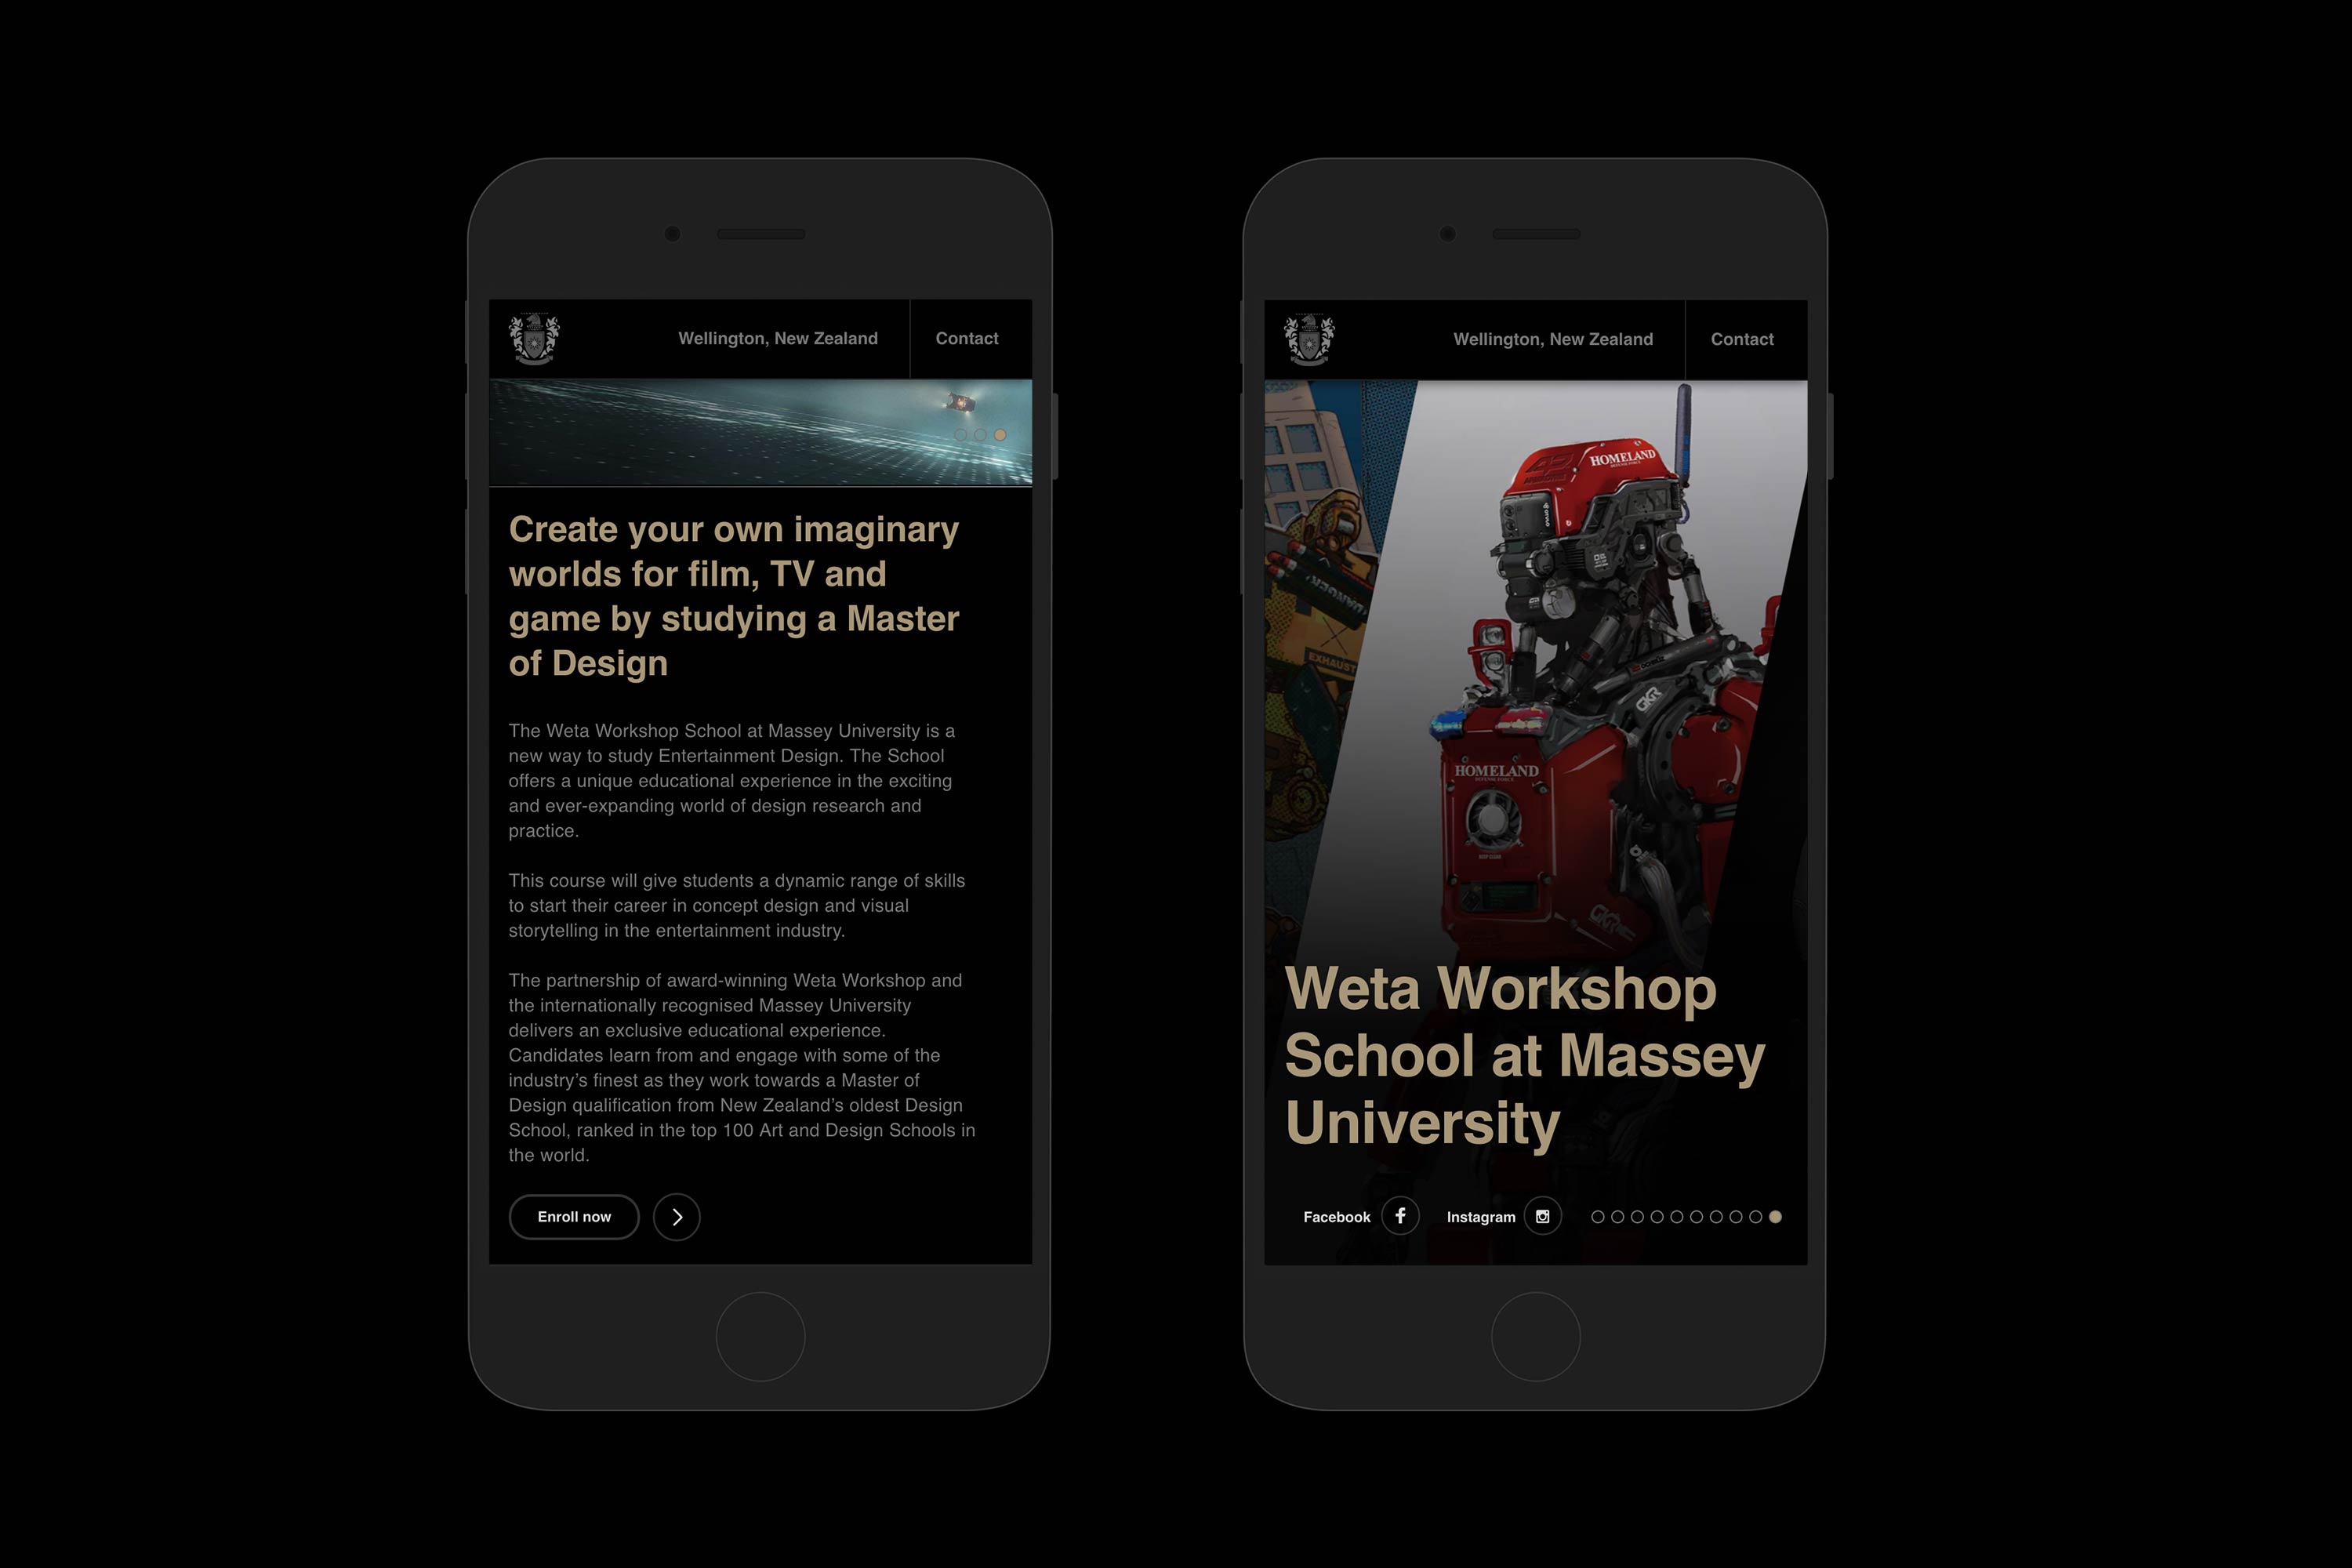 Wellington, New Zealand
Contact
Create your own imaginary
worlds for film, TV and
game by studying a Master
of Design
The Weta Workshop School at Massey University is a
new way to study Entertainment Design. The School
offers a unique educational experience in the exciting
and ever-expanding world of design research and
practice.
This course will give students a dynamic range of skills
to start their career in concept design and visual
storytelling in the entertainment industry.
The partnership of award-winning Weta Workshop and
the internationally recognised Massey University
delivers an exclusive educational experience.
Candidates learn from and engage with some of the
industry’s finest as they work towards a Master of
Design qualification from New Zealand’s oldest Design
School, ranked in the top 100 Art and Design Schools in
the world.
Enroll now
Wellington, New Zealand
Contact
HOMELAND
DEFENSE FORCE
DANGER
EXHAUST
GKR
HOMELAND
DEFENSE FORCE
GKR
Weta Workshop
School at Massey
University
Facebook
Instagram